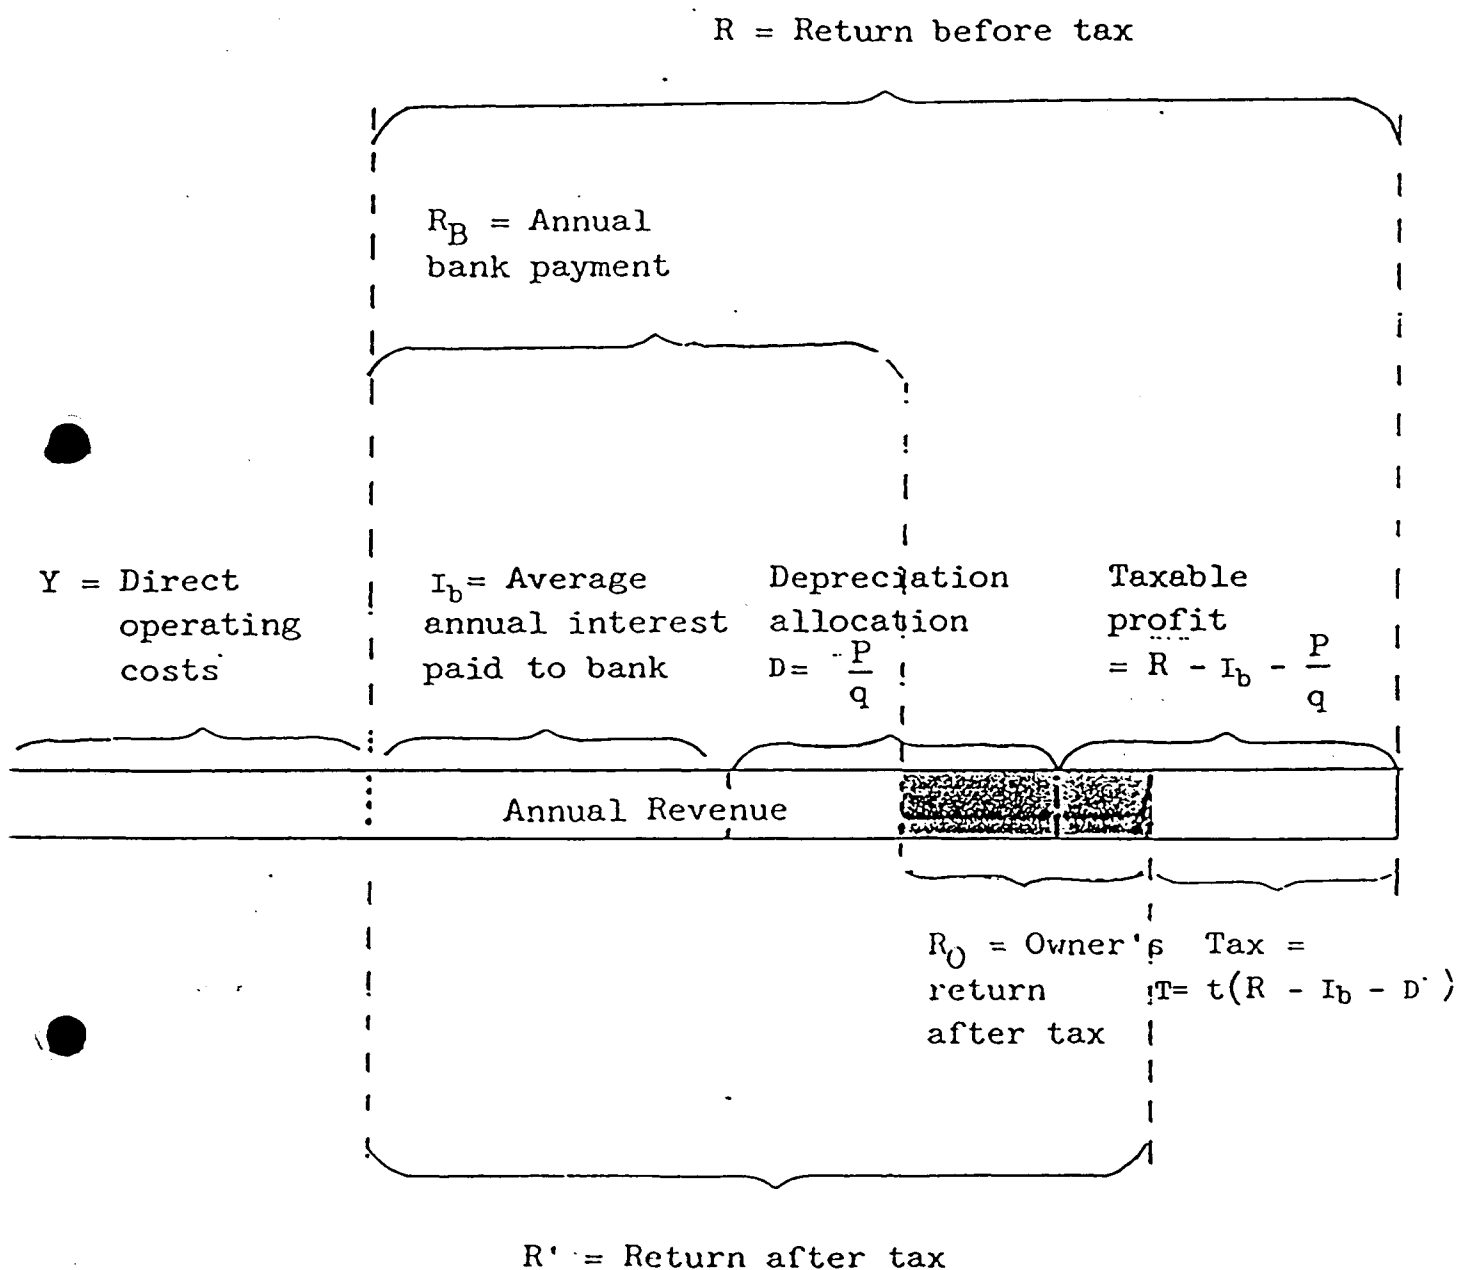 R = Return before tax
R_B = Annual
bank payment
Y = Direct
operating
costs
I_b = Average
annual interest
paid to bank
Depreciation
allocation
D = P/q
Taxable
profit
= R - I_b - P/q
Annual Revenue
R_O = Owner's
return
after tax
Tax =
T = t(R - I_b - D)
R' = Return after tax